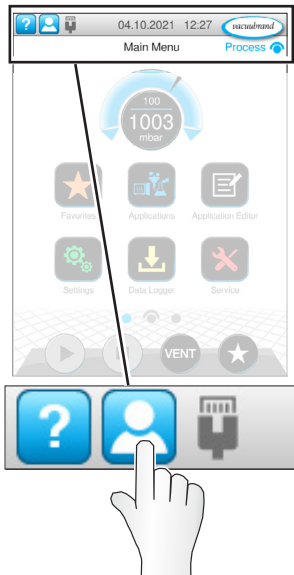 ? 04.10.2021 12:27 vacuubrand
Main Menu Process
100
1003
mbar
Favorites Applications Application Editor
Settings Data Logger Service
VENT
?